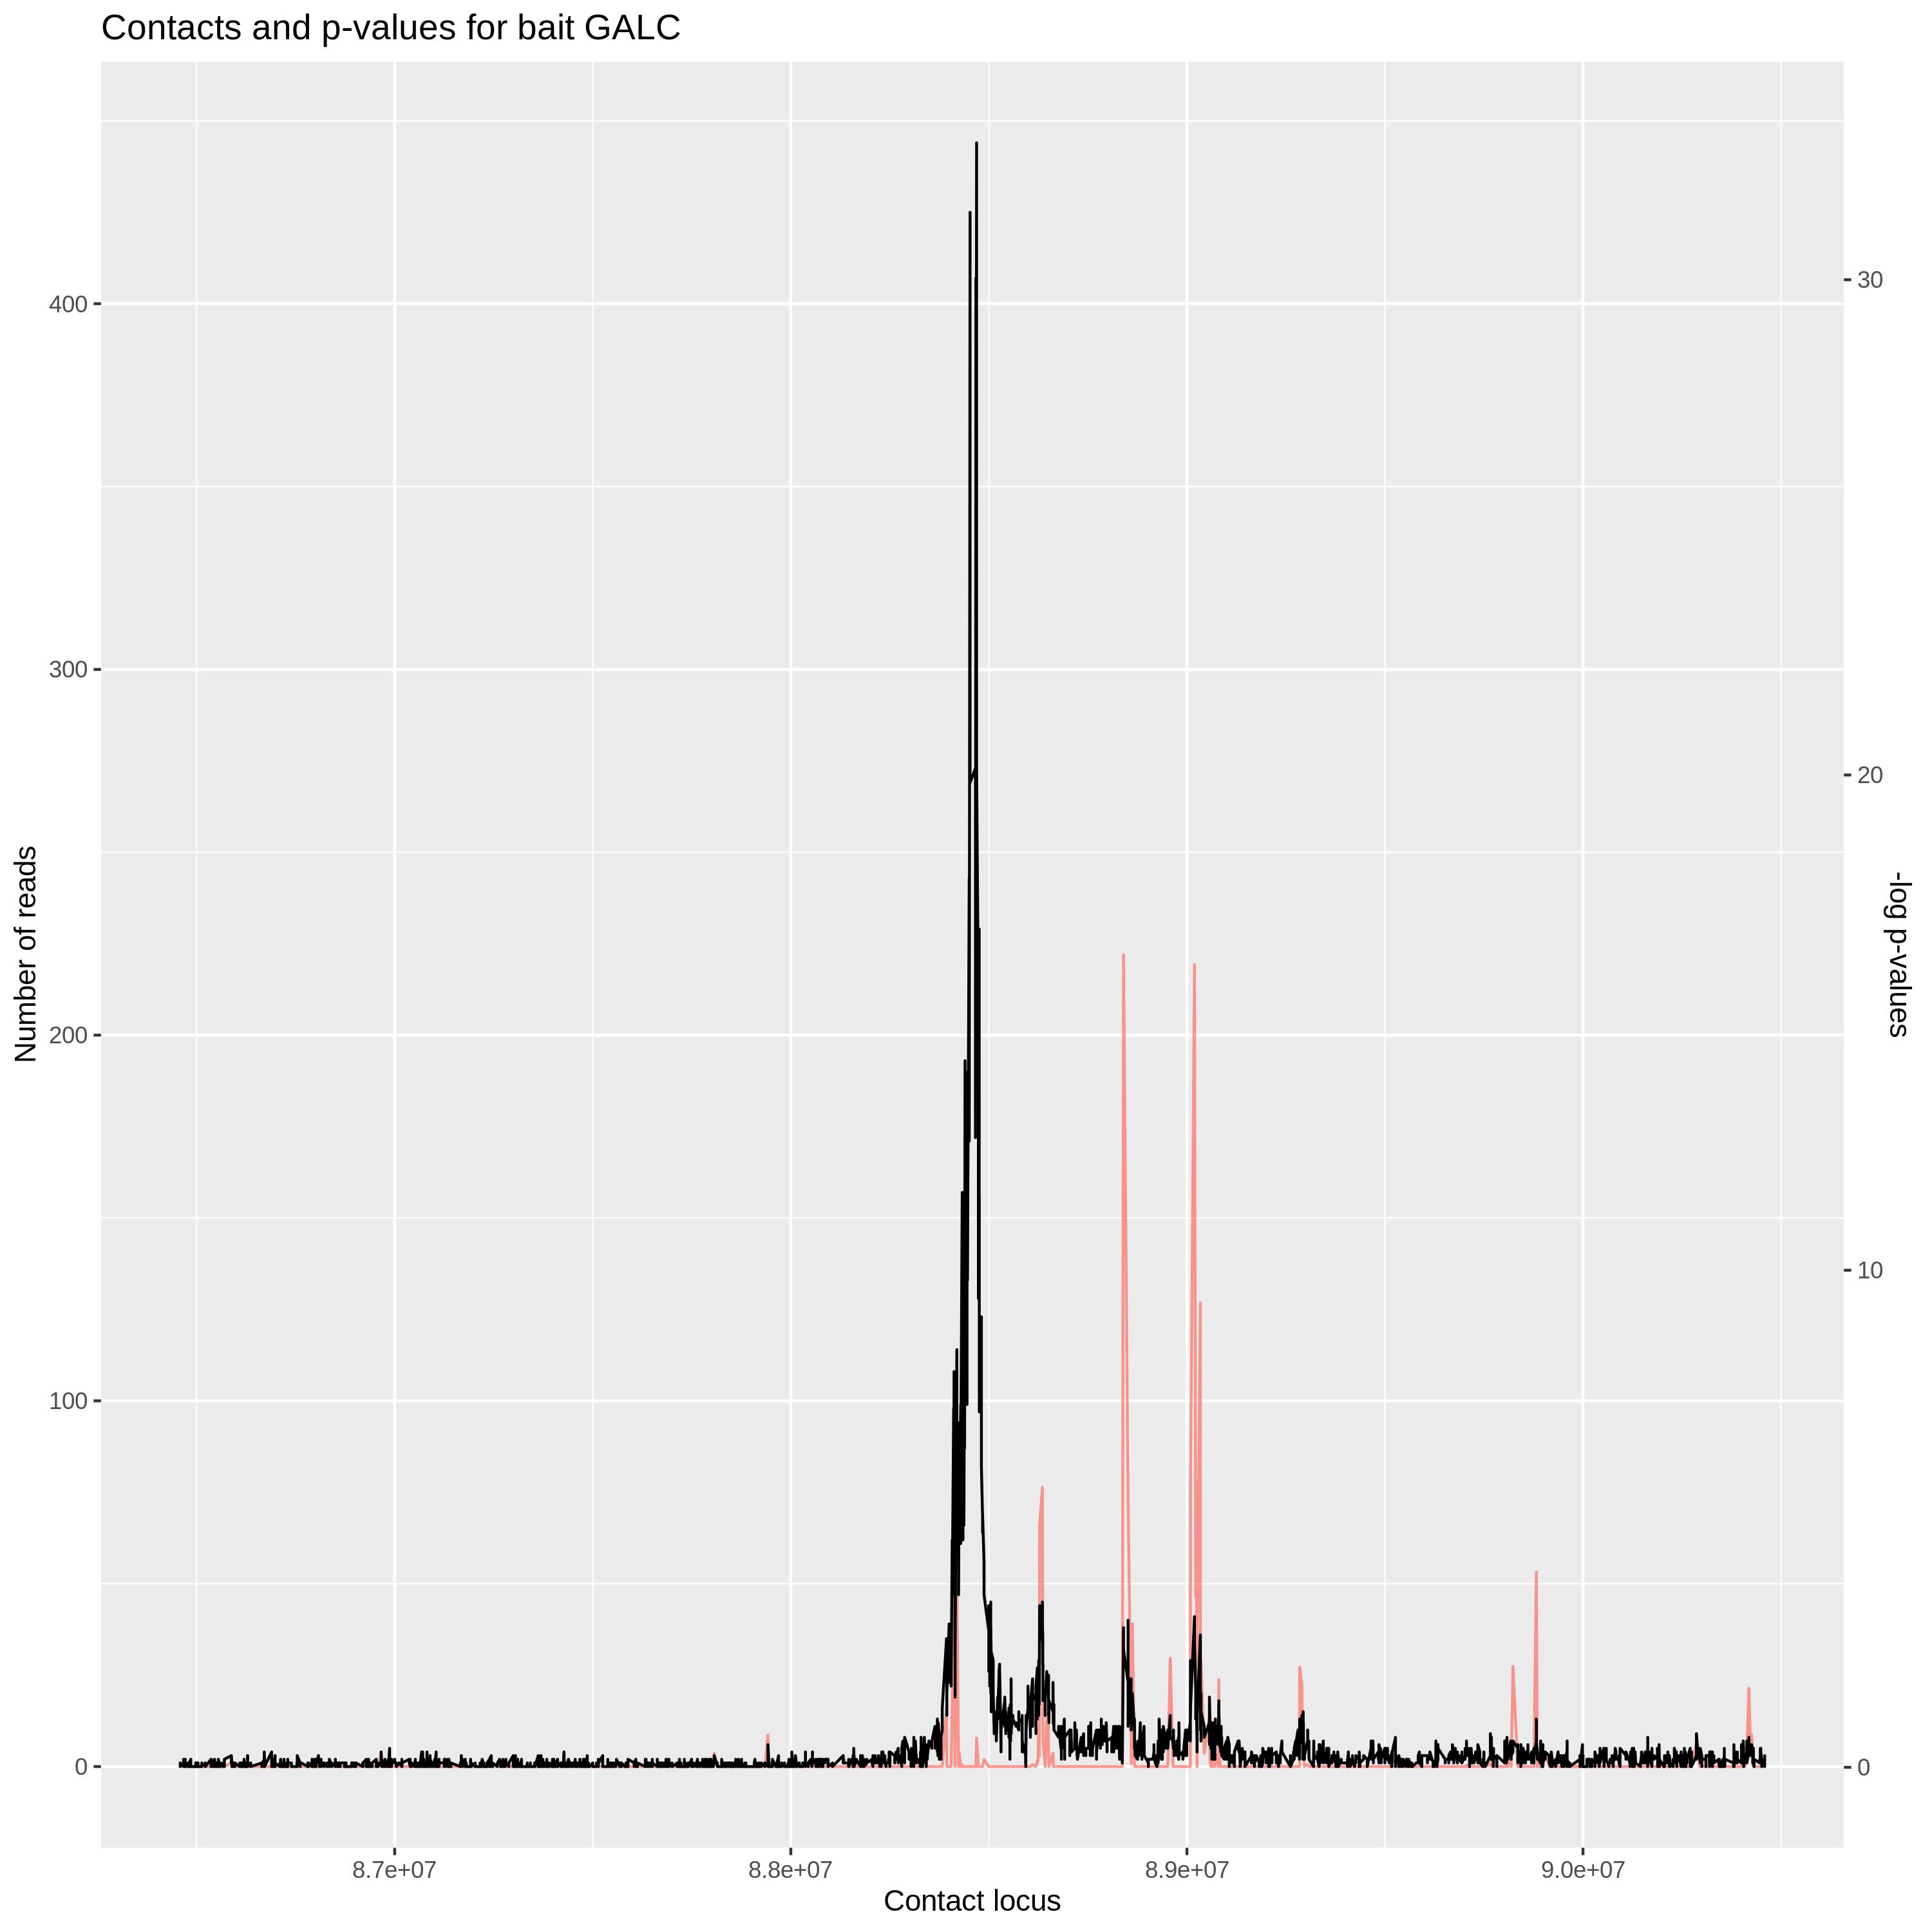 Contacts and p-values for bait GALC
Number of reads
400
300
200
100
0
30
20
10
0
-log p-values
8.7e+07 8.8e+07 8.9e+07 9.0e+07
Contact locus